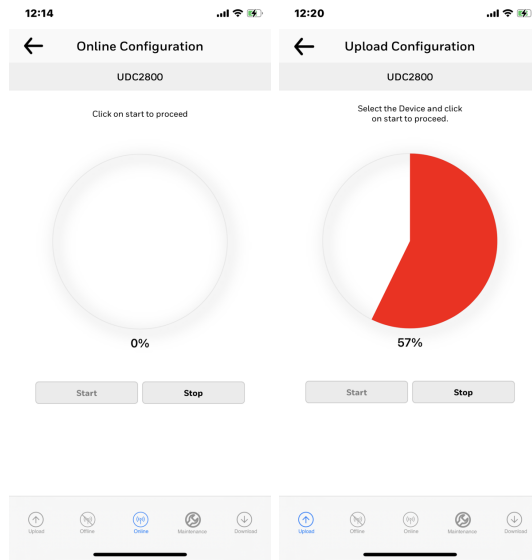 12:14
Online Configuration
UDC2800
Click on start to proceed
0%
Start Stop
Upload Offline Online Maintenance Download
12:20
Upload Configuration
UDC2800
Select the Device and click
on start to proceed.
57%
Start Stop
Upload Offline Online Maintenance Download